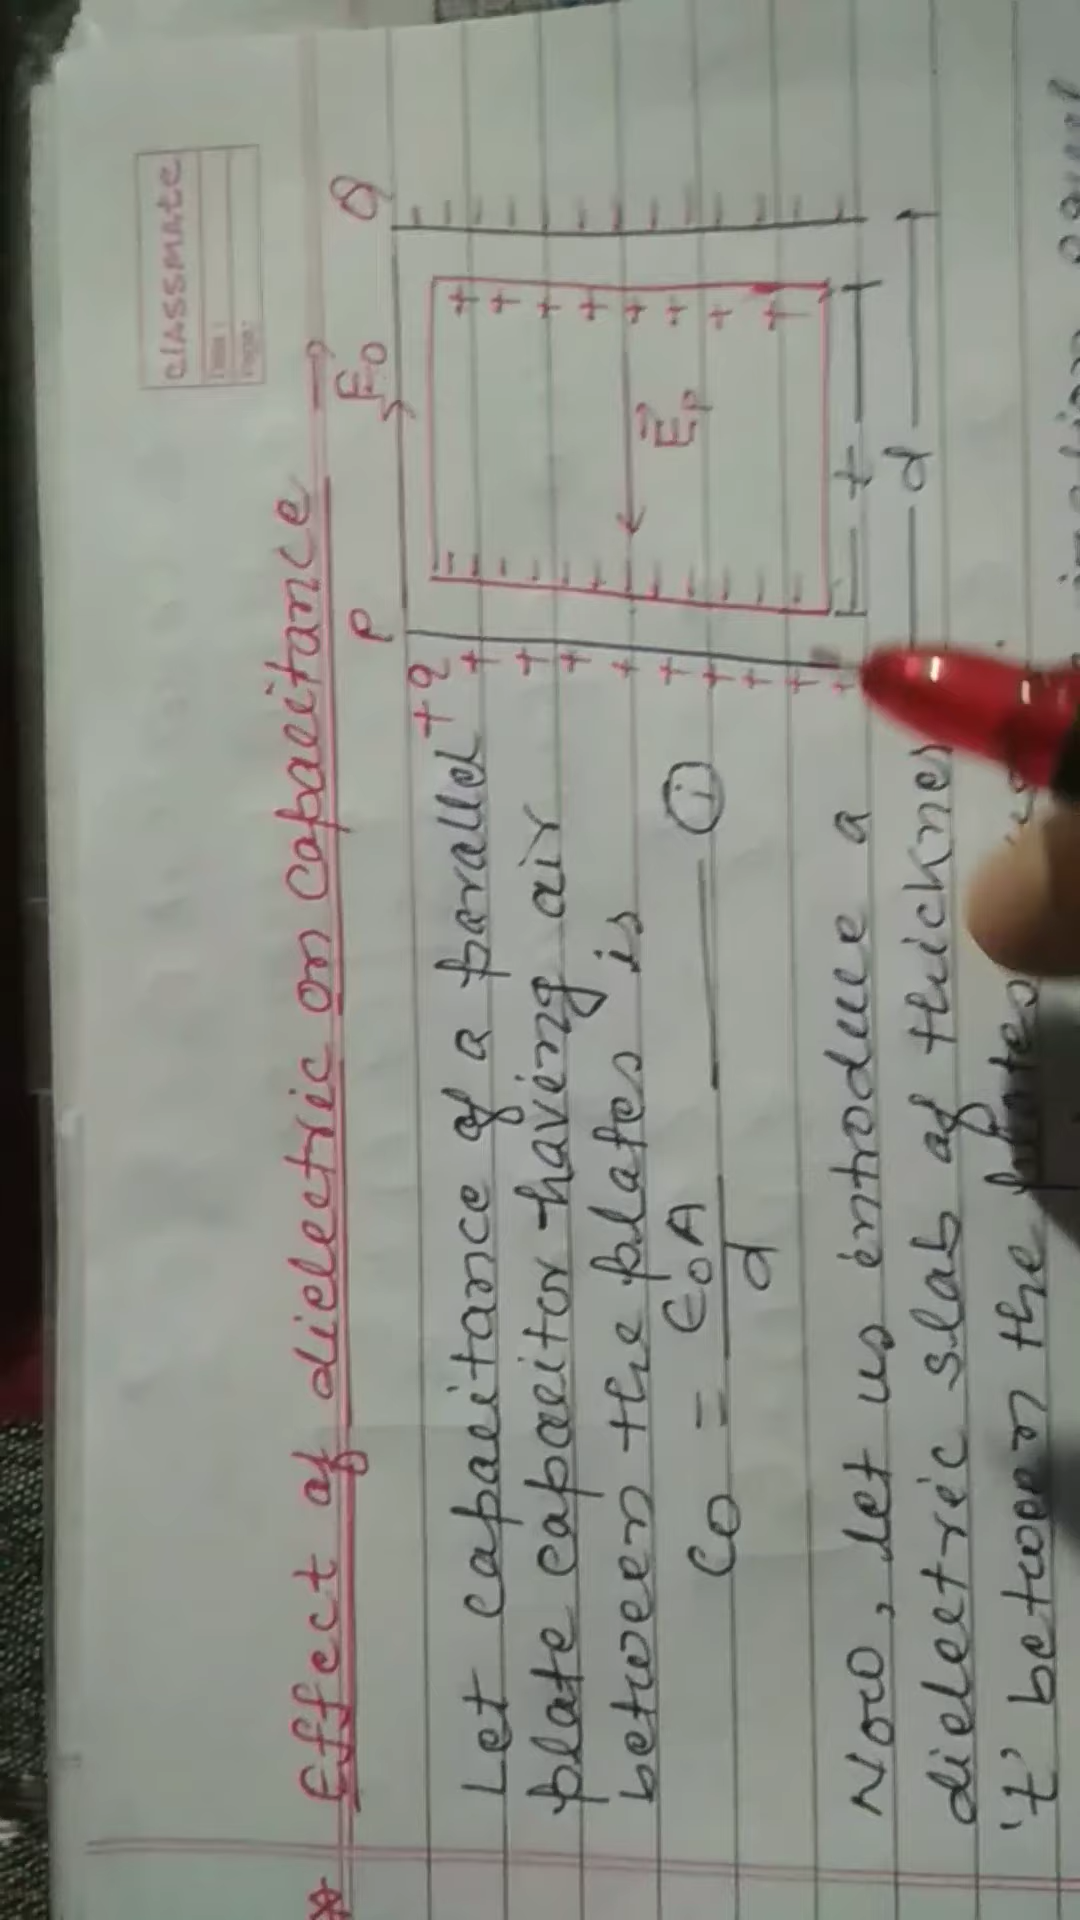 classmate
Effect of dielectric on capacitance
Let capacitance of a parallel
plate capacitor having air
between the plates is
C0 = ε0A/d — (i)
Now, let us introduce a
dielectric slab of
't' between the
P
E0
Q
+q
+ + + + + + + + +
- - - - - - - - -
Ep
+ + + + + + + +
- - - - - - - - - - - -
t
d